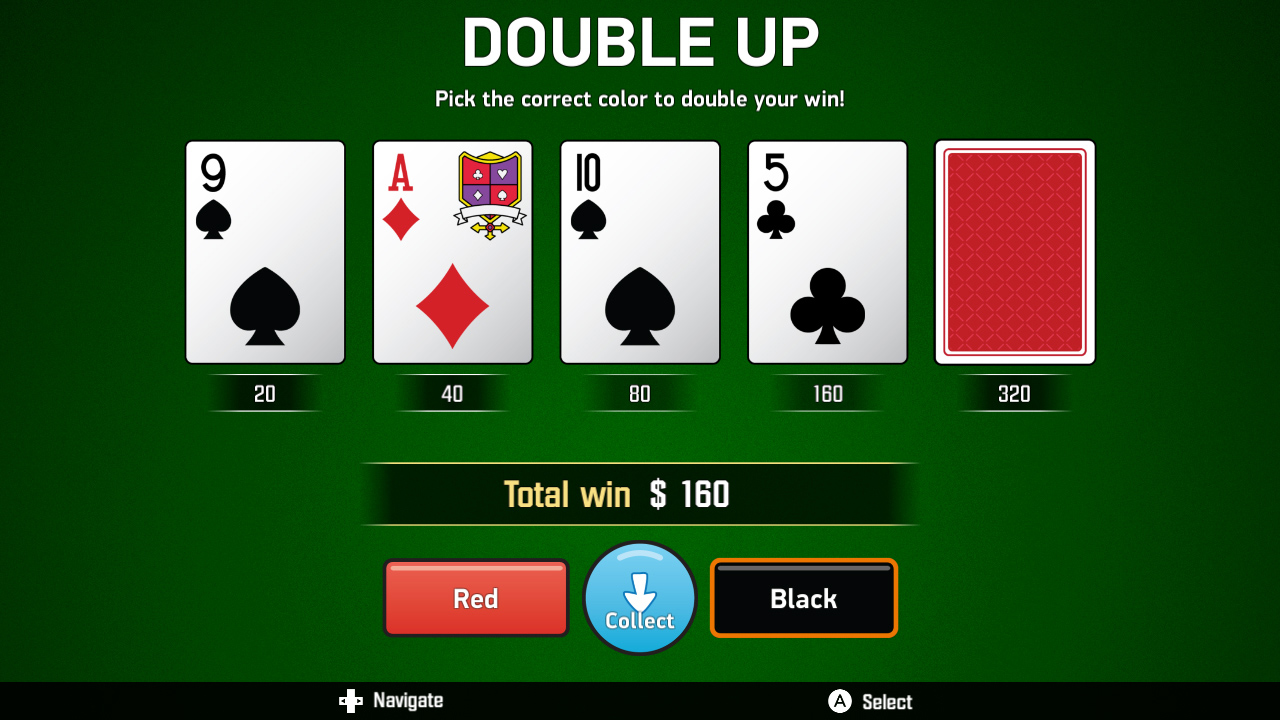 DOUBLE UP
Pick the correct color to double your win!
9 A 10 5
20 40 80 160 320
Total win $ 160
Red Collect Black
Navigate A Select